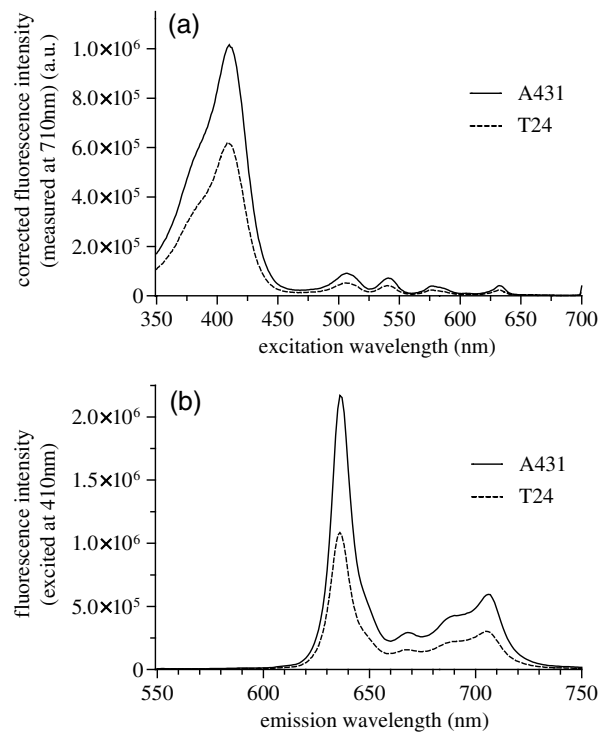 (a)
corrected fluorescence intensity
(measured at 710nm) (a.u.)
1.0×10⁶
8.0×10⁵
6.0×10⁵
4.0×10⁵
2.0×10⁵
0
A431
T24
350 400 450 500 550 600 650 700
excitation wavelength (nm)
(b)
fluorescence intensity
(excited at 410nm)
2.0×10⁶
1.5×10⁶
1.0×10⁶
5.0×10⁵
0
A431
T24
550 600 650 700 750
emission wavelength (nm)